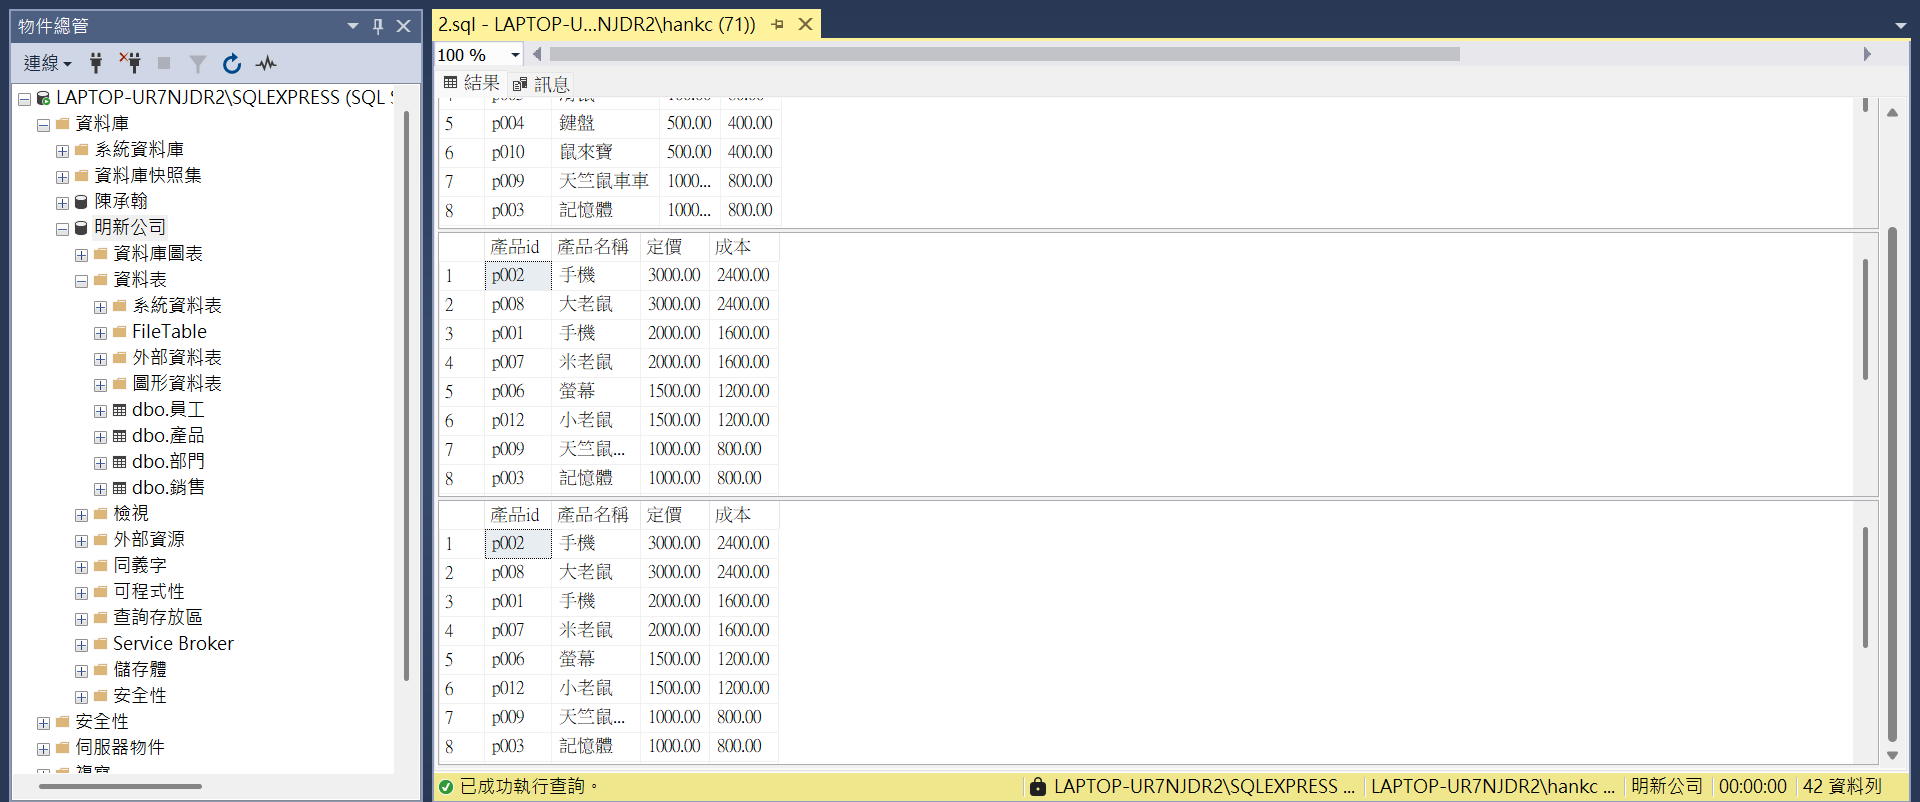 物件總管
連線
LAPTOP-UR7NJDR2\SQLEXPRESS (SQL S
資料庫
系統資料庫
資料庫快照集
陳承翰
明新公司
資料庫圖表
資料表
系統資料表
FileTable
外部資料表
圖形資料表
dbo.員工
dbo.產品
dbo.部門
dbo.銷售
檢視
外部資源
同義字
可程式性
查詢存放區
Service Broker
儲存體
安全性
安全性
伺服器物件
2.sql - LAPTOP-U...NJDR2\hankc (71))
100 %
結果 訊息
5 p004 鍵盤 500.00 400.00
6 p010 鼠來寶 500.00 400.00
7 p009 天竺鼠車車 1000... 800.00
8 p003 記憶體 1000... 800.00
產品id 產品名稱 定價 成本
1 p002 手機 3000.00 2400.00
2 p008 大老鼠 3000.00 2400.00
3 p001 手機 2000.00 1600.00
4 p007 米老鼠 2000.00 1600.00
5 p006 螢幕 1500.00 1200.00
6 p012 小老鼠 1500.00 1200.00
7 p009 天竺鼠... 1000.00 800.00
8 p003 記憶體 1000.00 800.00
產品id 產品名稱 定價 成本
1 p002 手機 3000.00 2400.00
2 p008 大老鼠 3000.00 2400.00
3 p001 手機 2000.00 1600.00
4 p007 米老鼠 2000.00 1600.00
5 p006 螢幕 1500.00 1200.00
6 p012 小老鼠 1500.00 1200.00
7 p009 天竺鼠... 1000.00 800.00
8 p003 記憶體 1000.00 800.00
已成功執行查詢。 LAPTOP-UR7NJDR2\SQLEXPRESS ... LAPTOP-UR7NJDR2\hankc ... 明新公司 00:00:00 42 資料列